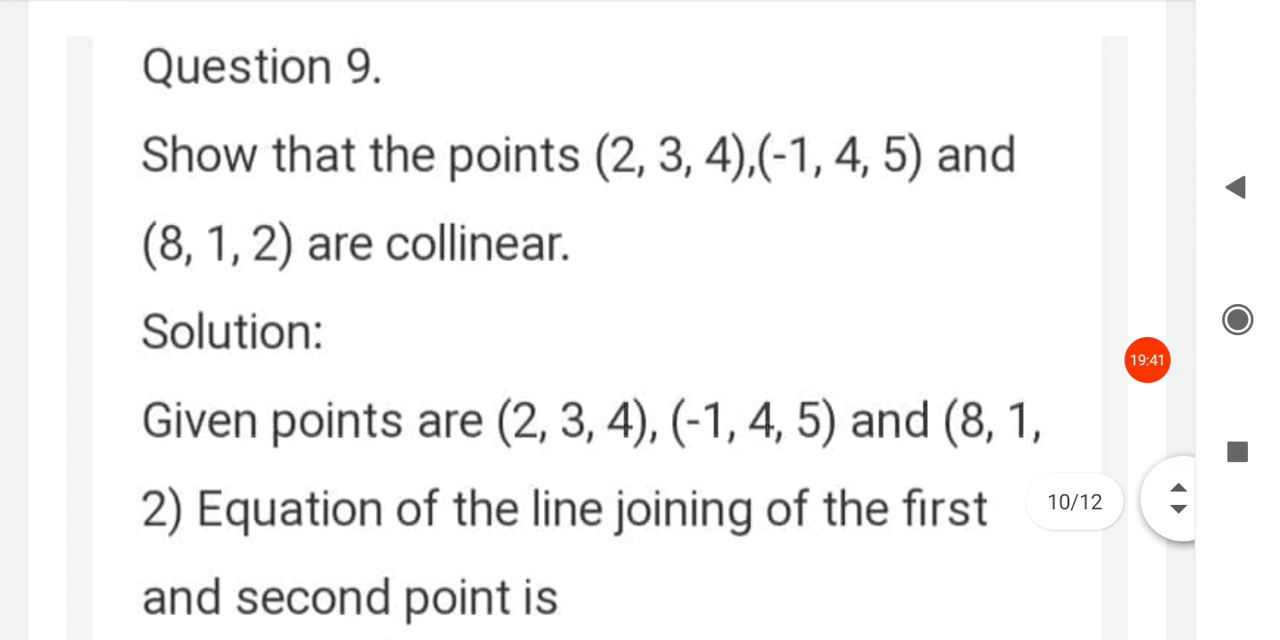 Question 9.
Show that the points (2, 3, 4),(-1, 4, 5) and
(8, 1, 2) are collinear.
Solution:
Given points are (2, 3, 4), (-1, 4, 5) and (8, 1,
2) Equation of the line joining of the first
and second point is
19:41
10/12